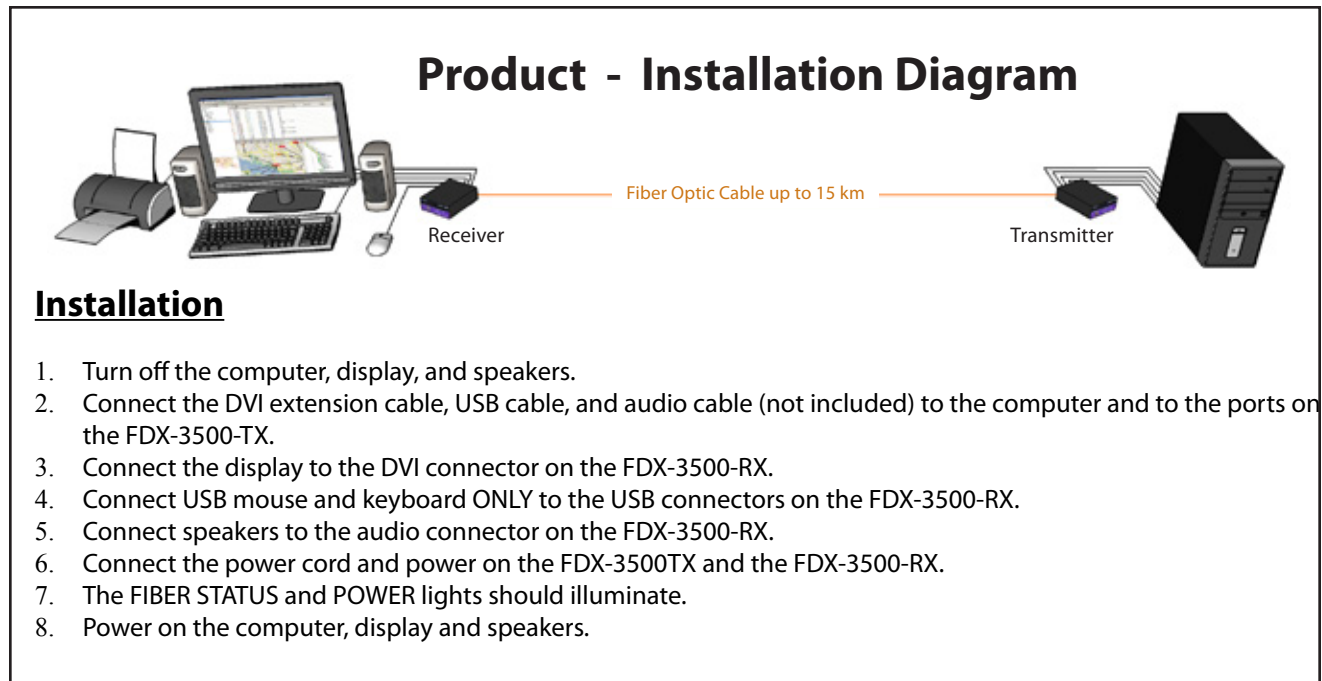 Product - Installation Diagram
Fiber Optic Cable up to 15 km
Receiver
Transmitter
Installation
1. Turn off the computer, display, and speakers.
2. Connect the DVI extension cable, USB cable, and audio cable (not included) to the computer and to the ports on
the FDX-3500-TX.
3. Connect the display to the DVI connector on the FDX-3500-RX.
4. Connect USB mouse and keyboard ONLY to the USB connectors on the FDX-3500-RX.
5. Connect speakers to the audio connector on the FDX-3500-RX.
6. Connect the power cord and power on the FDX-3500TX and the FDX-3500-RX.
7. The FIBER STATUS and POWER lights should illuminate.
8. Power on the computer, display and speakers.